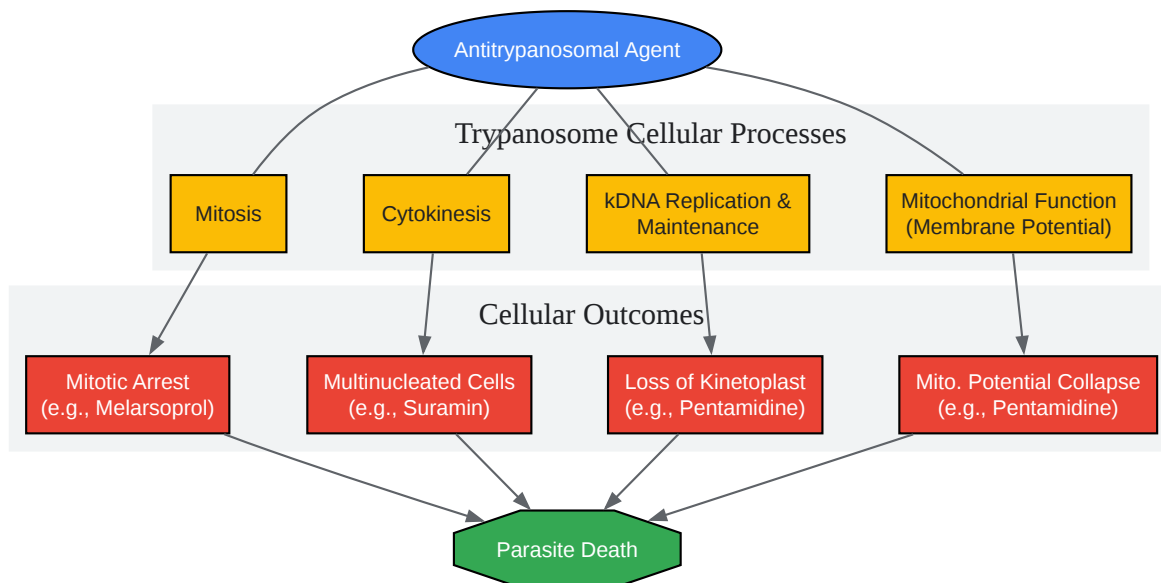 Antitrypanosomal Agent
Trypanosome Cellular Processes
Mitosis
Cytokinesis
kDNA Replication &
Maintenance
Mitochondrial Function
(Membrane Potential)
Cellular Outcomes
Mitotic Arrest
(e.g., Melarsoprol)
Multinucleated Cells
(e.g., Suramin)
Loss of Kinetoplast
(e.g., Pentamidine)
Mito. Potential Collapse
(e.g., Pentamidine)
Parasite Death